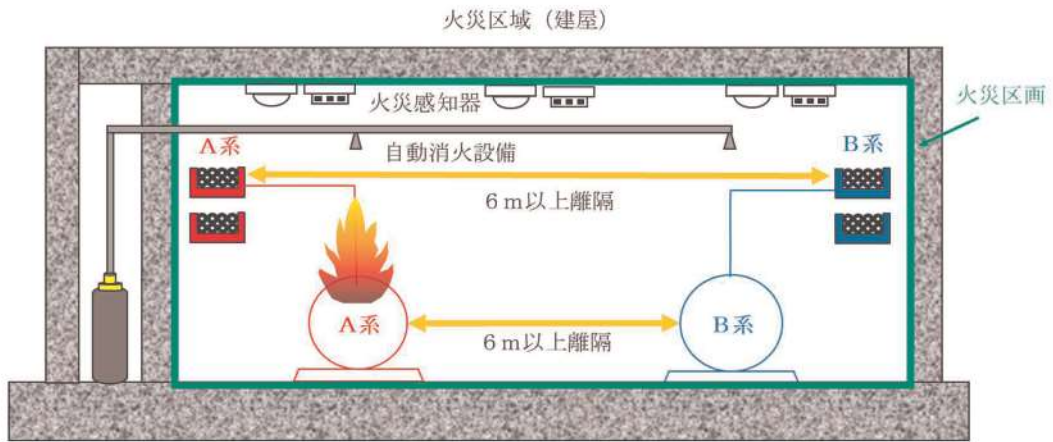 火災区域（建屋）
火災感知器
火災区画
A系
自動消火設備
B系
6m以上離隔
A系
B系
6m以上離隔